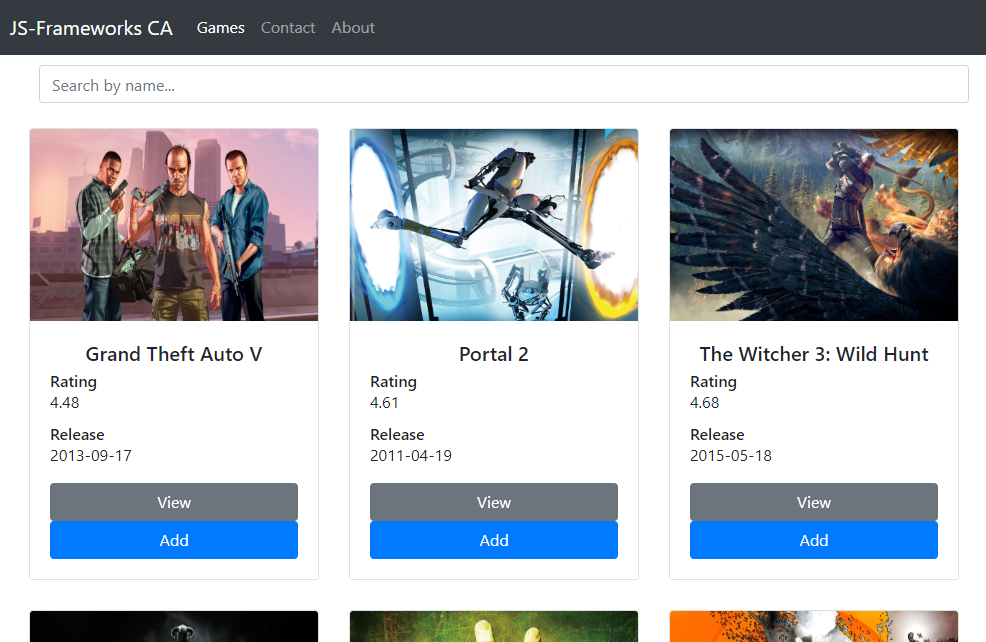 JS-Frameworks CA Games Contact About
Search by name...
Grand Theft Auto V
Rating
4.48
Release
2013-09-17
View
Add
Portal 2
Rating
4.61
Release
2011-04-19
View
Add
The Witcher 3: Wild Hunt
Rating
4.68
Release
2015-05-18
View
Add